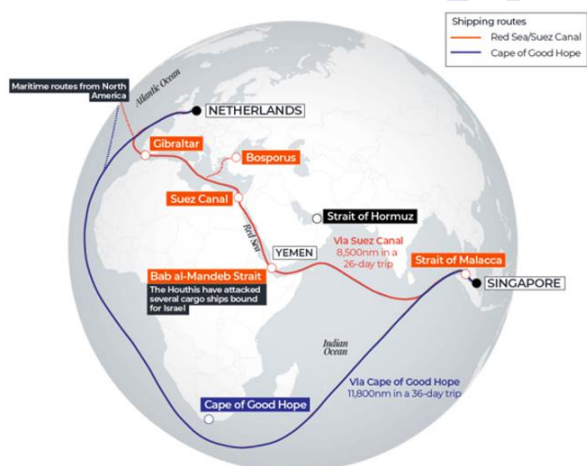 Shipping routes
Red Sea/Suez Canal
Cape of Good Hope
Maritime routes from North
America
Atlantic Ocean
NETHERLANDS
Gibraltar
Bosporus
Suez Canal
Strait of Hormuz
Red Sea
YEMEN
Via Suez Canal
8,500nm in a
26-day trip
Strait of Malacca
SINGAPORE
Bab al-Mandeb Strait
The Houthis have attacked
several cargo ships bound
for Israel
Indian
Ocean
Via Cape of Good Hope
11,800nm in a 36-day trip
Cape of Good Hope